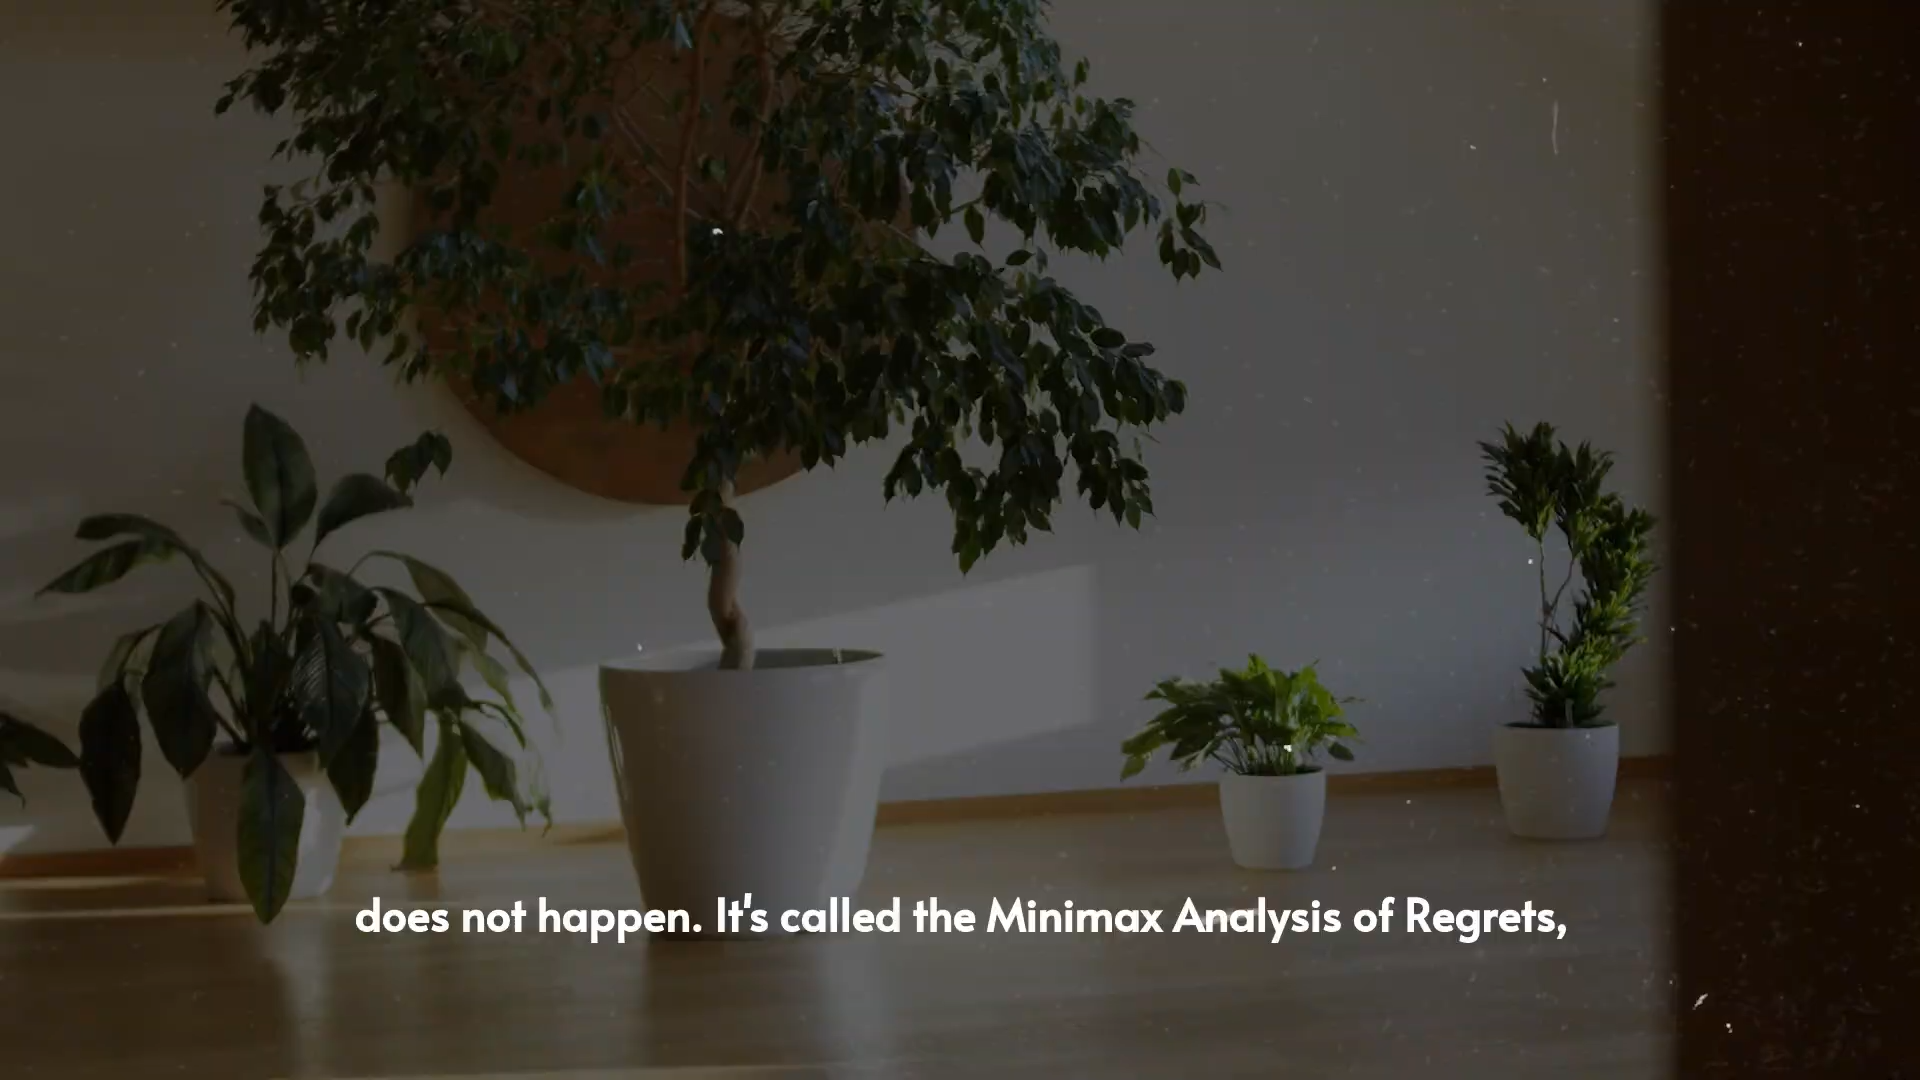 does not happen. It's called the Minimax Analysis of Regrets,